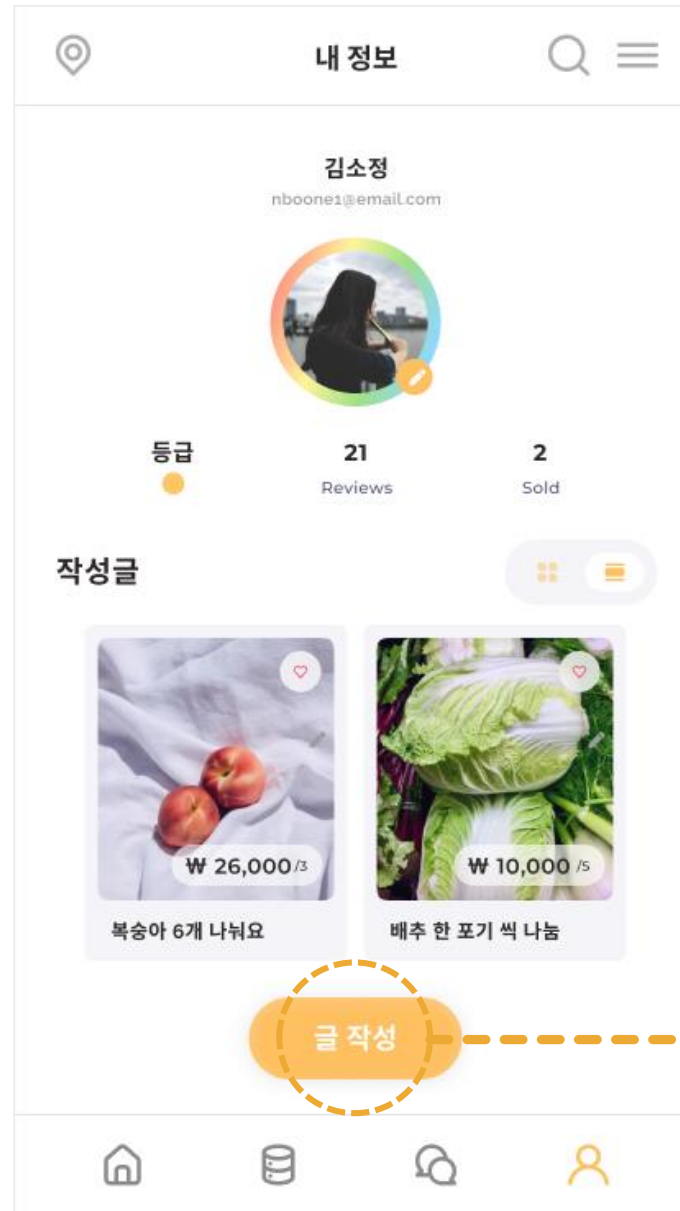 내 정보
김소정
nboone1@email.com
등급
21
2
Reviews
Sold
작성글
₩ 26,000 /3
₩ 10,000 /5
복숭아 6개 나눠요
배추 한 포기 씩 나눔
글 작성